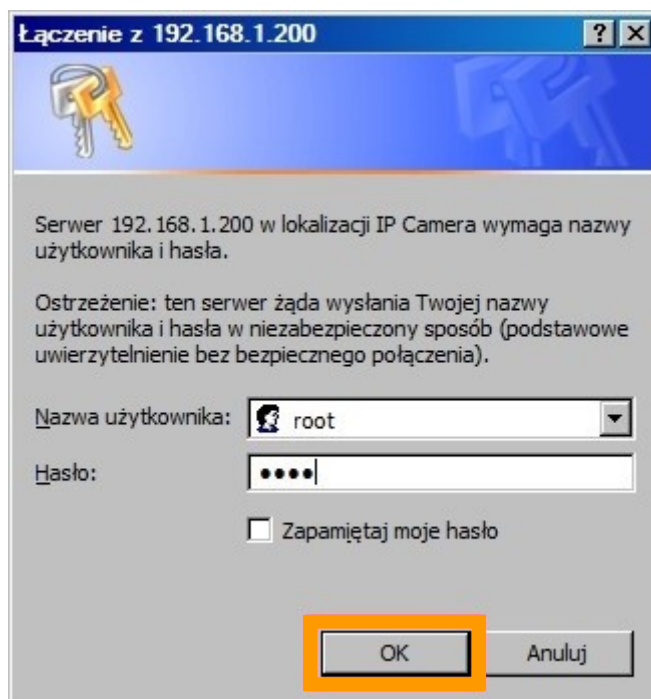 Łączenie z 192.168.1.200
Serwer 192.168.1.200 w lokalizacji IP Camera wymaga nazwy
użytkownika i hasła.
Ostrzeżenie: ten serwer żąda wysłania Twojej nazwy
użytkownika i hasła w niezabezpieczony sposób (podstawowe
uwierzytelnienie bez bezpiecznego połączenia).
Nazwa użytkownika: root
Hasło: ••••
Zapamiętaj moje hasło
OK Anuluj